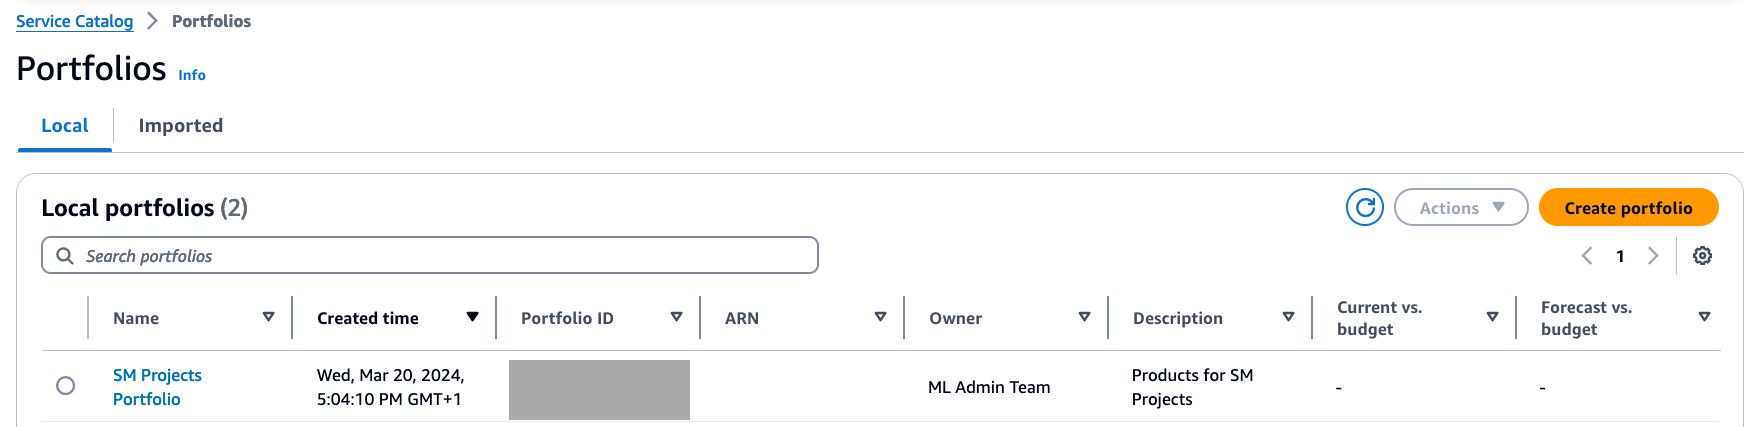 Service Catalog > Portfolios
Portfolios Info
Local Imported
Local portfolios (2) Actions Create portfolio
Search portfolios 1
Name Created time Portfolio ID ARN Owner Description Current vs. Forecast vs.
budget budget
SM Projects Wed, Mar 20, 2024, ML Admin Team Products for SM - -
Portfolio 5:04:10 PM GMT+1 Projects